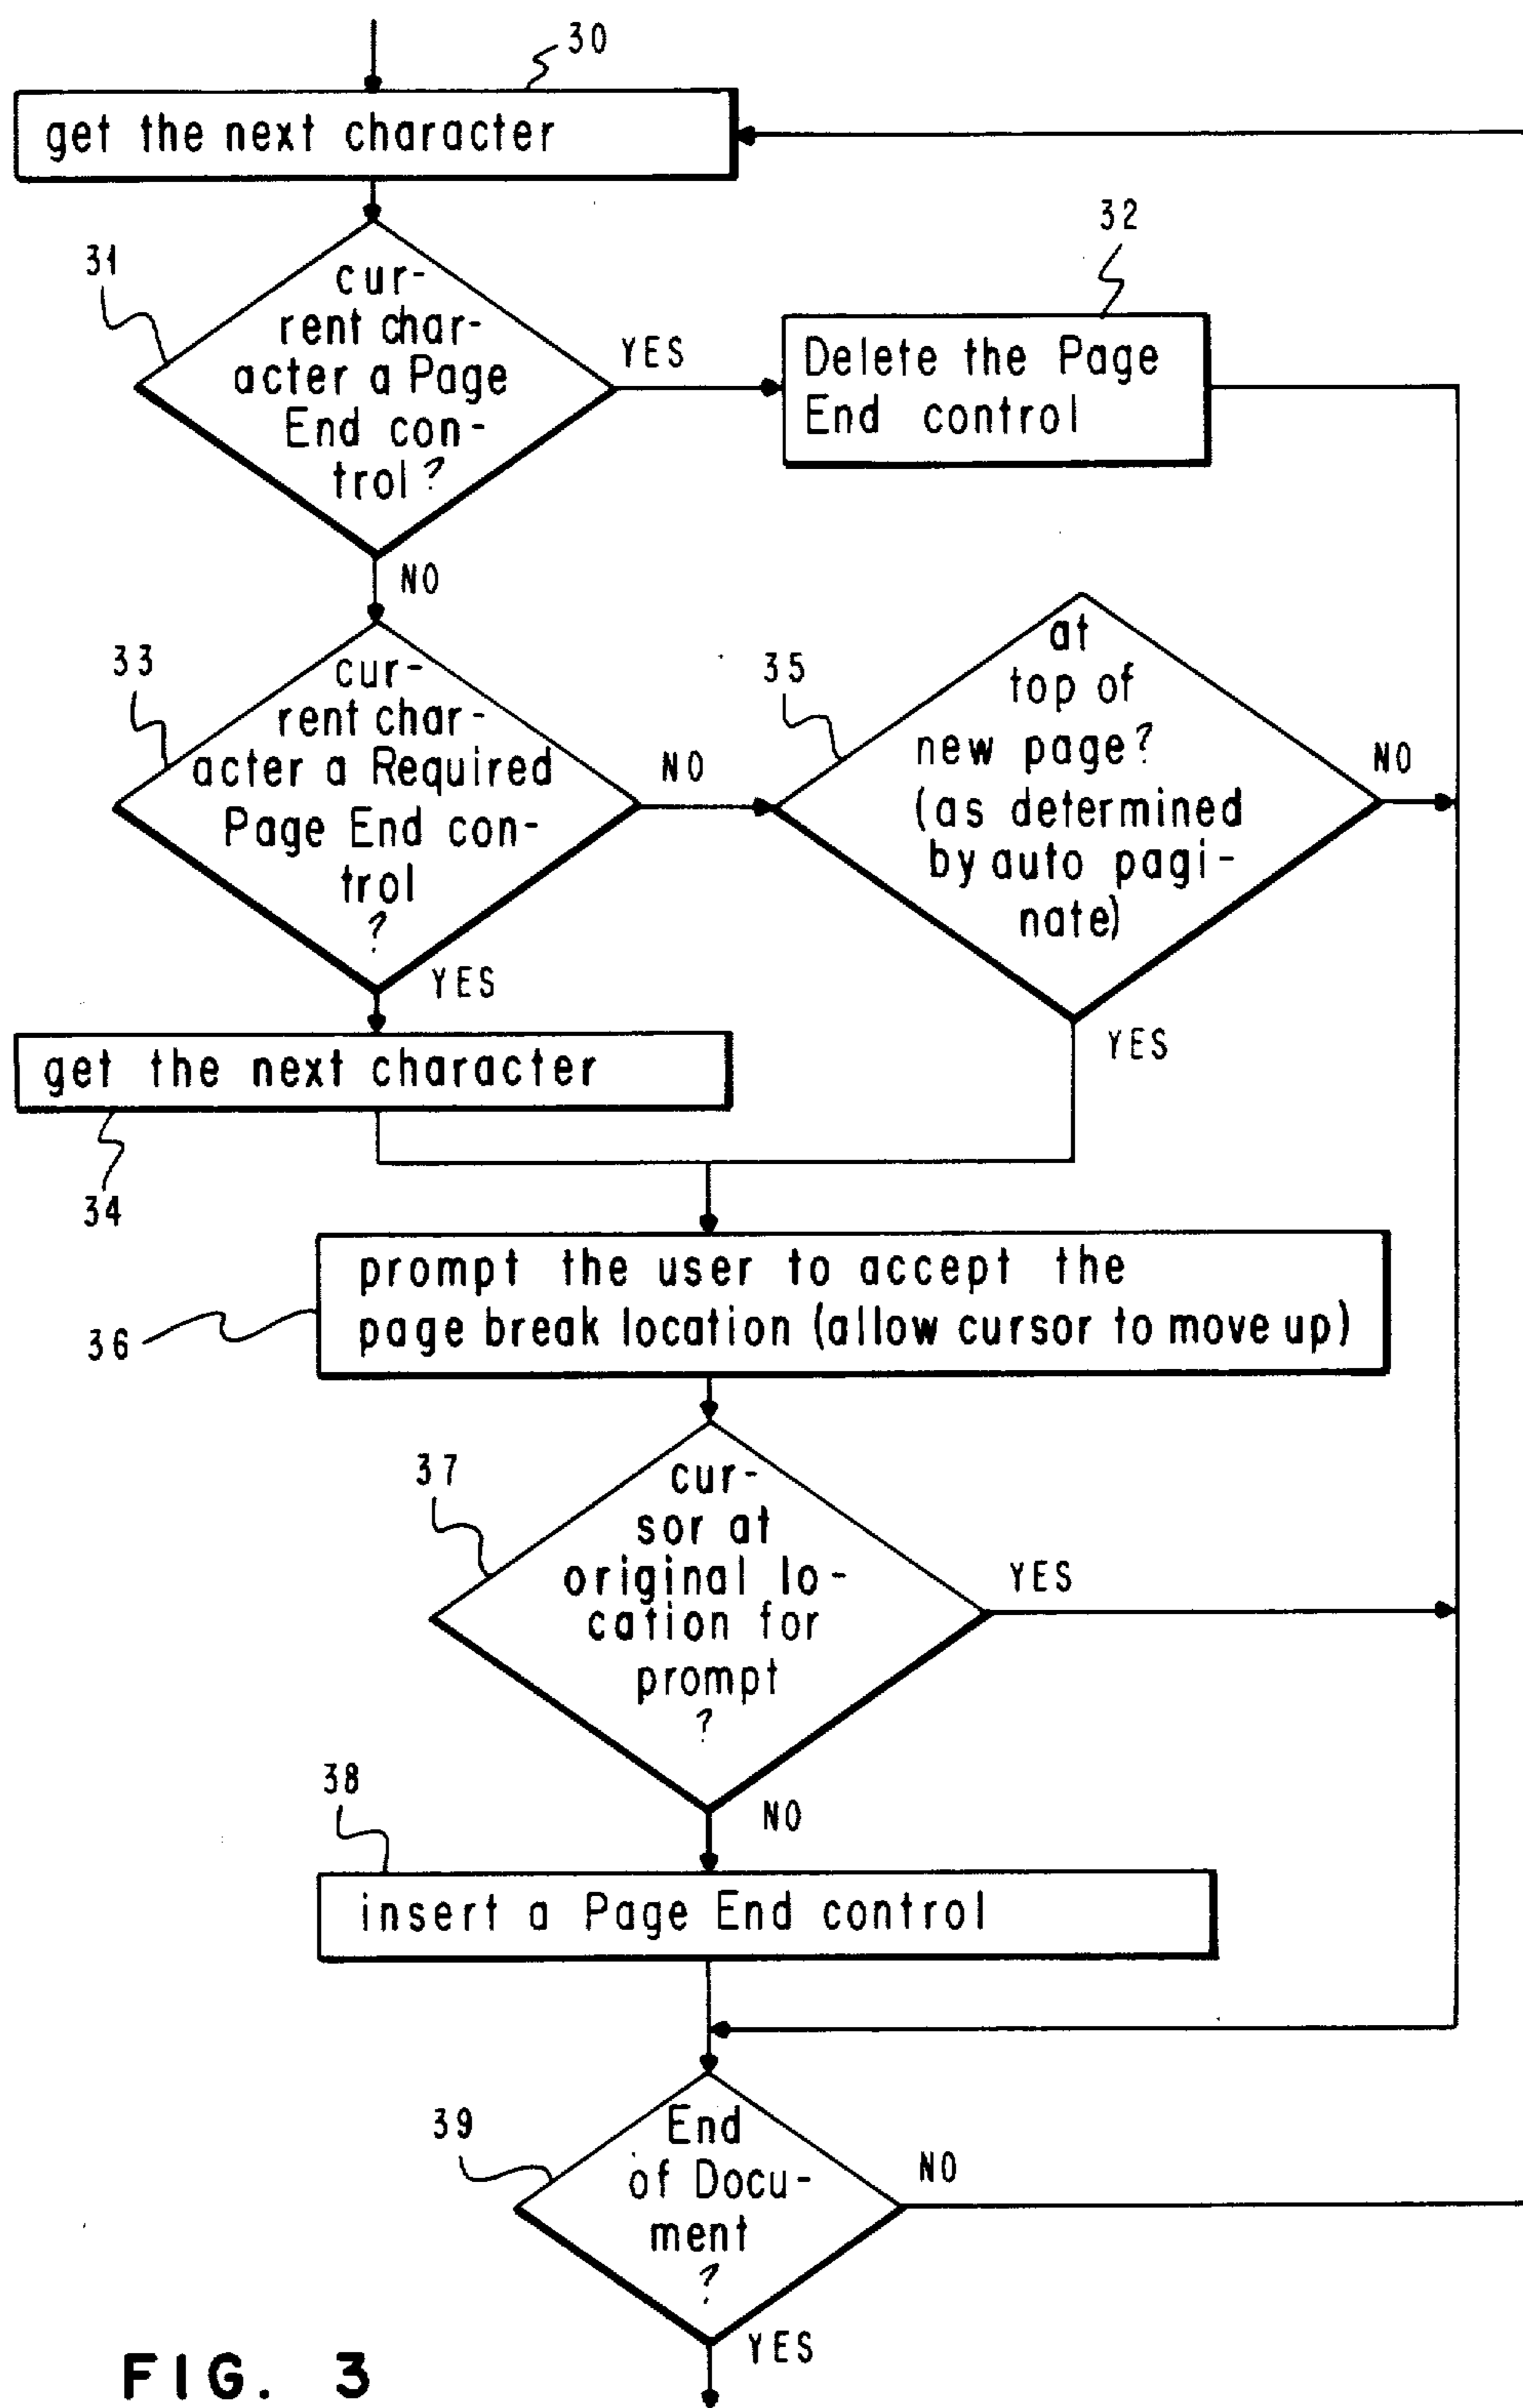 30
get the next character
31
cur-
rent char-
acter a Page
End con-
trol?
YES
32
Delete the Page
End control
NO
33
cur-
rent char-
acter a Required
Page End con-
trol
?
NO
35
at
top of
new page?
(as determined
by auto pagi-
nate)
NO
YES
YES
get the next character
34
prompt the user to accept the
page break location (allow cursor to move up)
36
37
cur-
sor at
original lo-
cation for
prompt
?
YES
NO
38
insert a Page End control
39
End
of Docu-
ment
?
NO
YES
FIG. 3